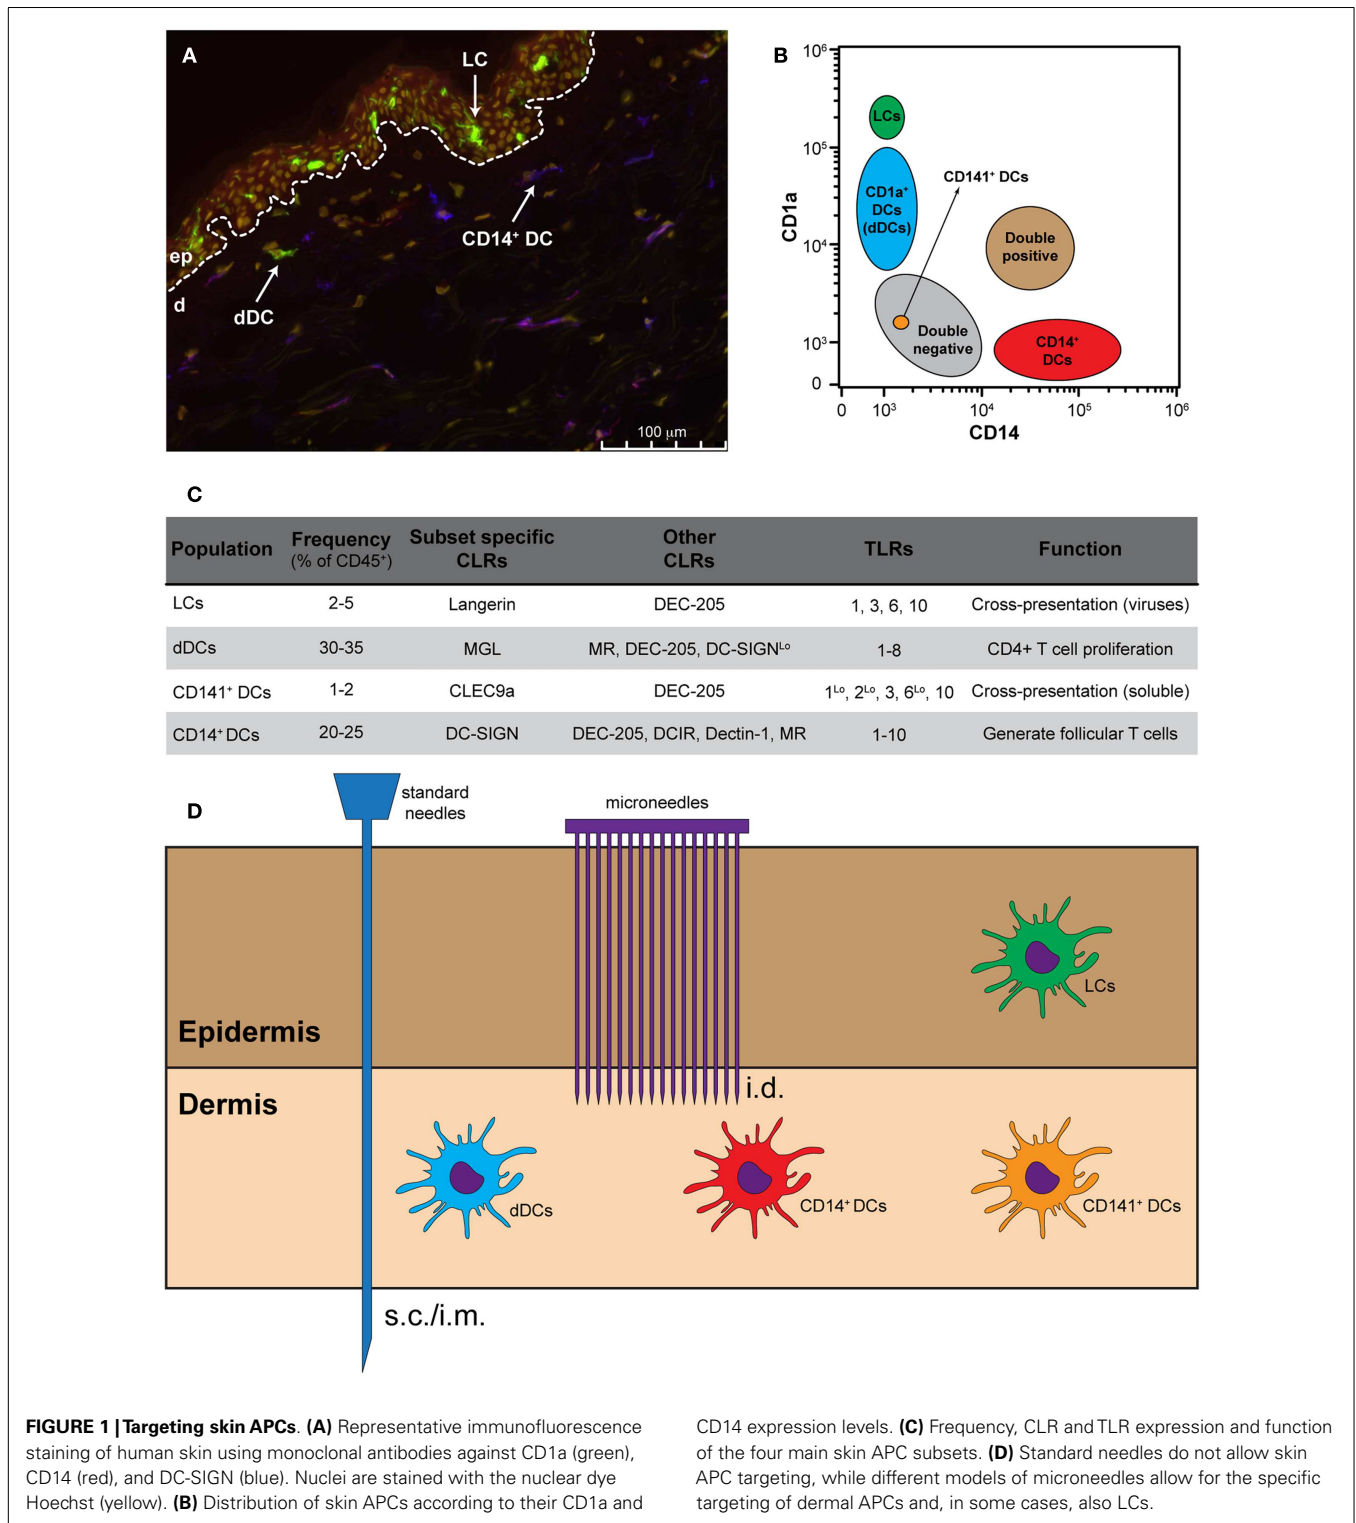 A
LC
CD14⁺ DC
ep
d
dDC
100 μm
B
10⁶
10⁵
10⁴
10³
0
CD1a
LCs
CD1a⁺
DCs
(dDCs)
CD141⁺ DCs
Double
positive
Double
negative
CD14⁺
DCs
0 10³ 10⁴ 10⁵ 10⁶
CD14
C
Population Frequency (% of CD45⁺) Subset specific CLRs Other CLRs TLRs Function
LCs 2-5 Langerin DEC-205 1, 3, 6, 10 Cross-presentation (viruses)
dDCs 30-35 MGL MR, DEC-205, DC-SIGNᴸᵒ 1-8 CD4+ T cell proliferation
CD141⁺ DCs 1-2 CLEC9a DEC-205 1ᴸᵒ, 2ᴸᵒ, 3, 6ᴸᵒ, 10 Cross-presentation (soluble)
CD14⁺ DCs 20-25 DC-SIGN DEC-205, DCIR, Dectin-1, MR 1-10 Generate follicular T cells
D
standard
needles
microneedles
LCs
Epidermis
Dermis
i.d.
dDCs
CD14⁺ DCs
CD141⁺ DCs
s.c./i.m.
FIGURE 1 | Targeting skin APCs. (A) Representative immunofluorescence
staining of human skin using monoclonal antibodies against CD1a (green),
CD14 (red), and DC-SIGN (blue). Nuclei are stained with the nuclear dye
Hoechst (yellow). (B) Distribution of skin APCs according to their CD1a and
CD14 expression levels. (C) Frequency, CLR and TLR expression and function
of the four main skin APC subsets. (D) Standard needles do not allow skin
APC targeting, while different models of microneedles allow for the specific
targeting of dermal APCs and, in some cases, also LCs.